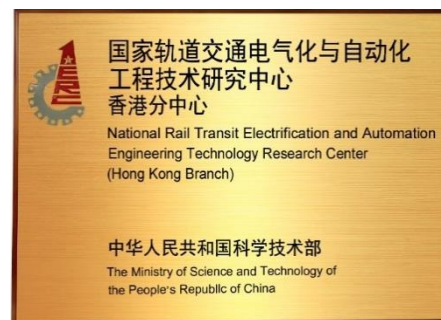 ERC
国家轨道交通电气化与自动化
工程技术研究中心
香港分中心
National Rail Transit Electrification and Automation
Engineering Technology Research Center
(Hong Kong Branch)
中华人民共和国科学技术部
The Ministry of Science and Technology of
the People's Republic of China